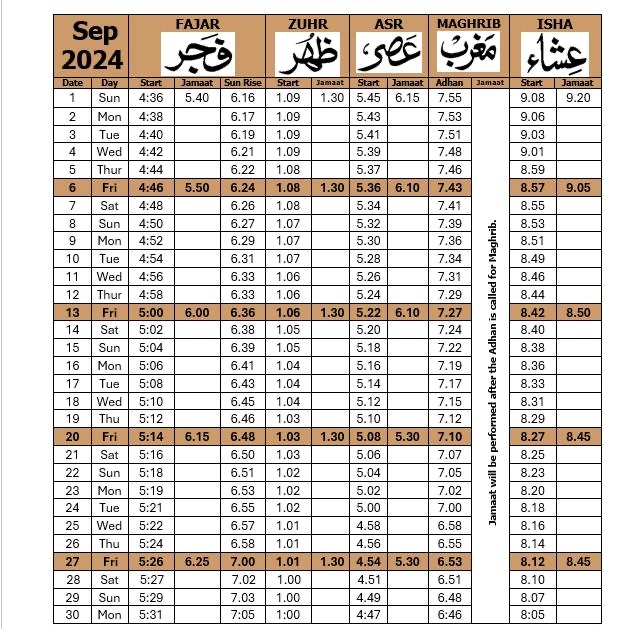 Sep 2024 FAJAR ZUHR ASR MAGHRIB ISHA
فَجَر ظُهُر عَصِر مَغْرِب عِشَاء
Date Day Start Jamaat Sun Rise Start Jamaat Start Jamaat Adhan Jamaat Start Jamaat
1 Sun 4:36 5.40 6.16 1.09 1.30 5.45 6.15 7.55 9.08 9.20
2 Mon 4:38 6.17 1.09 5.43 7.53 9.06
3 Tue 4:40 6.19 1.09 5.41 7.51 9.03
4 Wed 4:42 6.21 1.09 5.39 7.48 9.01
5 Thur 4:44 6.22 1.08 5.37 7.46 8.59
6 Fri 4:46 5.50 6.24 1.08 1.30 5.36 6.10 7.43 8.57 9.05
7 Sat 4:48 6.26 1.08 5.34 7.41 8.55
8 Sun 4:50 6.27 1.07 5.32 7.39 8.53
9 Mon 4:52 6.29 1.07 5.30 7.36 8.51
10 Tue 4:54 6.31 1.07 5.28 7.34 8.49
11 Wed 4:56 6.33 1.06 5.26 7.31 8.46
12 Thur 4:58 6.33 1.06 5.24 7.29 8.44
13 Fri 5:00 6.00 6.36 1.06 1.30 5.22 6.10 7.27 8.42 8.50
14 Sat 5:02 6.38 1.05 5.20 7.24 8.40
15 Sun 5:04 6.39 1.05 5.18 7.22 8.38
16 Mon 5:06 6.41 1.04 5.16 7.19 8.36
17 Tue 5:08 6.43 1.04 5.14 7.17 8.33
18 Wed 5:10 6.45 1.04 5.12 7.15 8.31
19 Thu 5:12 6.46 1.03 5.10 7.12 8.29
20 Fri 5:14 6.15 6.48 1.03 1.30 5.08 5.30 7.10 8.27 8.45
21 Sat 5:16 6.50 1.03 5.06 7.07 8.25
22 Sun 5:18 6.51 1.02 5.04 7.05 8.23
23 Mon 5:19 6.53 1.02 5.02 7.02 8.20
24 Tue 5:21 6.55 1.02 5.00 7.00 8.18
25 Wed 5:22 6.57 1.01 4.58 6.58 8.16
26 Thu 5:24 6.58 1.01 4.56 6.55 8.14
27 Fri 5:26 6.25 7.00 1.01 1.30 4.54 5.30 6.53 8.12 8.45
28 Sat 5:27 7.02 1.00 4.51 6.51 8.10
29 Sun 5:29 7.03 1.00 4.49 6.48 8.07
30 Mon 5:31 7:05 1:00 4:47 6:46 8:05
Jamaat will be performed after the Adhan is called for Maghrib.